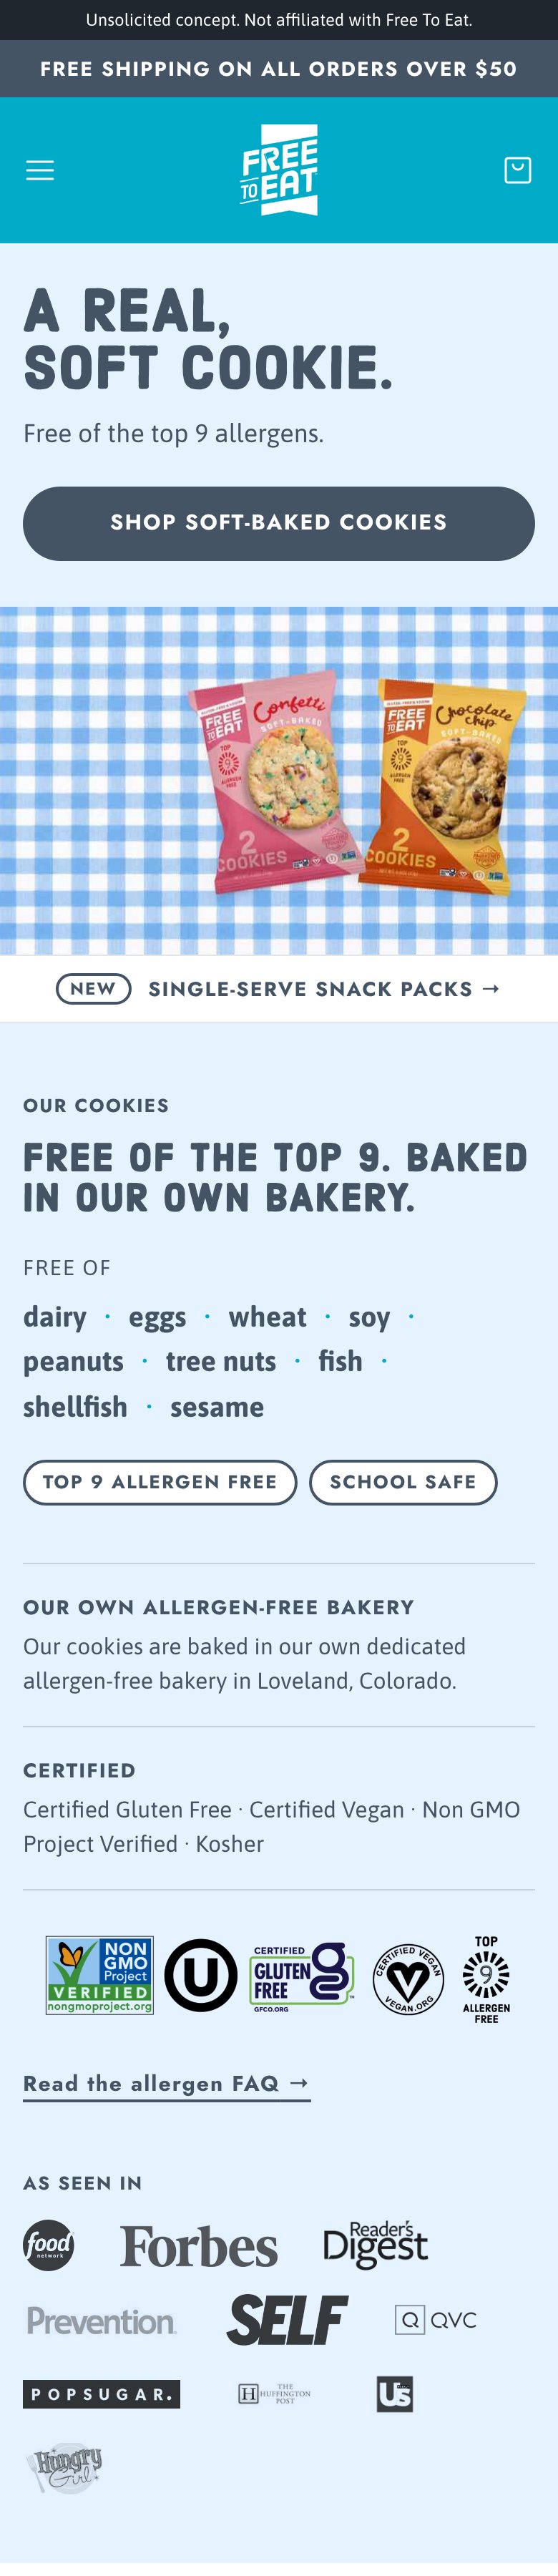 Unsolicited concept. Not affiliated with Free To Eat.
FREE SHIPPING ON ALL ORDERS OVER $50
FREE
TO EAT
A REAL,
SOFT COOKIE.
Free of the top 9 allergens.
SHOP SOFT-BAKED COOKIES
FREE
TO EAT
Confetti
SOFT-BAKED
TOP
9
ALLERGEN
FREE
2
COOKIES
FREE
TO EAT
Chocolate
chip
SOFT-BAKED
TOP
9
ALLERGEN
FREE
2
COOKIES
NEW SINGLE-SERVE SNACK PACKS →
OUR COOKIES
FREE OF THE TOP 9. BAKED
IN OUR OWN BAKERY.
FREE OF
dairy · eggs · wheat · soy ·
peanuts · tree nuts · fish ·
shellfish · sesame
TOP 9 ALLERGEN FREE SCHOOL SAFE
OUR OWN ALLERGEN-FREE BAKERY
Our cookies are baked in our own dedicated
allergen-free bakery in Loveland, Colorado.
CERTIFIED
Certified Gluten Free · Certified Vegan · Non GMO
Project Verified · Kosher
NON
GMO
Project
VERIFIED
nongmoproject.org
U
CERTIFIED
GLUTEN
FREE
g
GFCO.ORG
CERTIFIED VEGAN
VEGAN.ORG
TOP
9
ALLERGEN
FREE
Read the allergen FAQ →
AS SEEN IN
food
network
Forbes
Reader's
Digest
Prevention.
SELF
Q QVC
POPSUGAR.
H THE
HUFFINGTON
POST
Us
Hungry
Girl